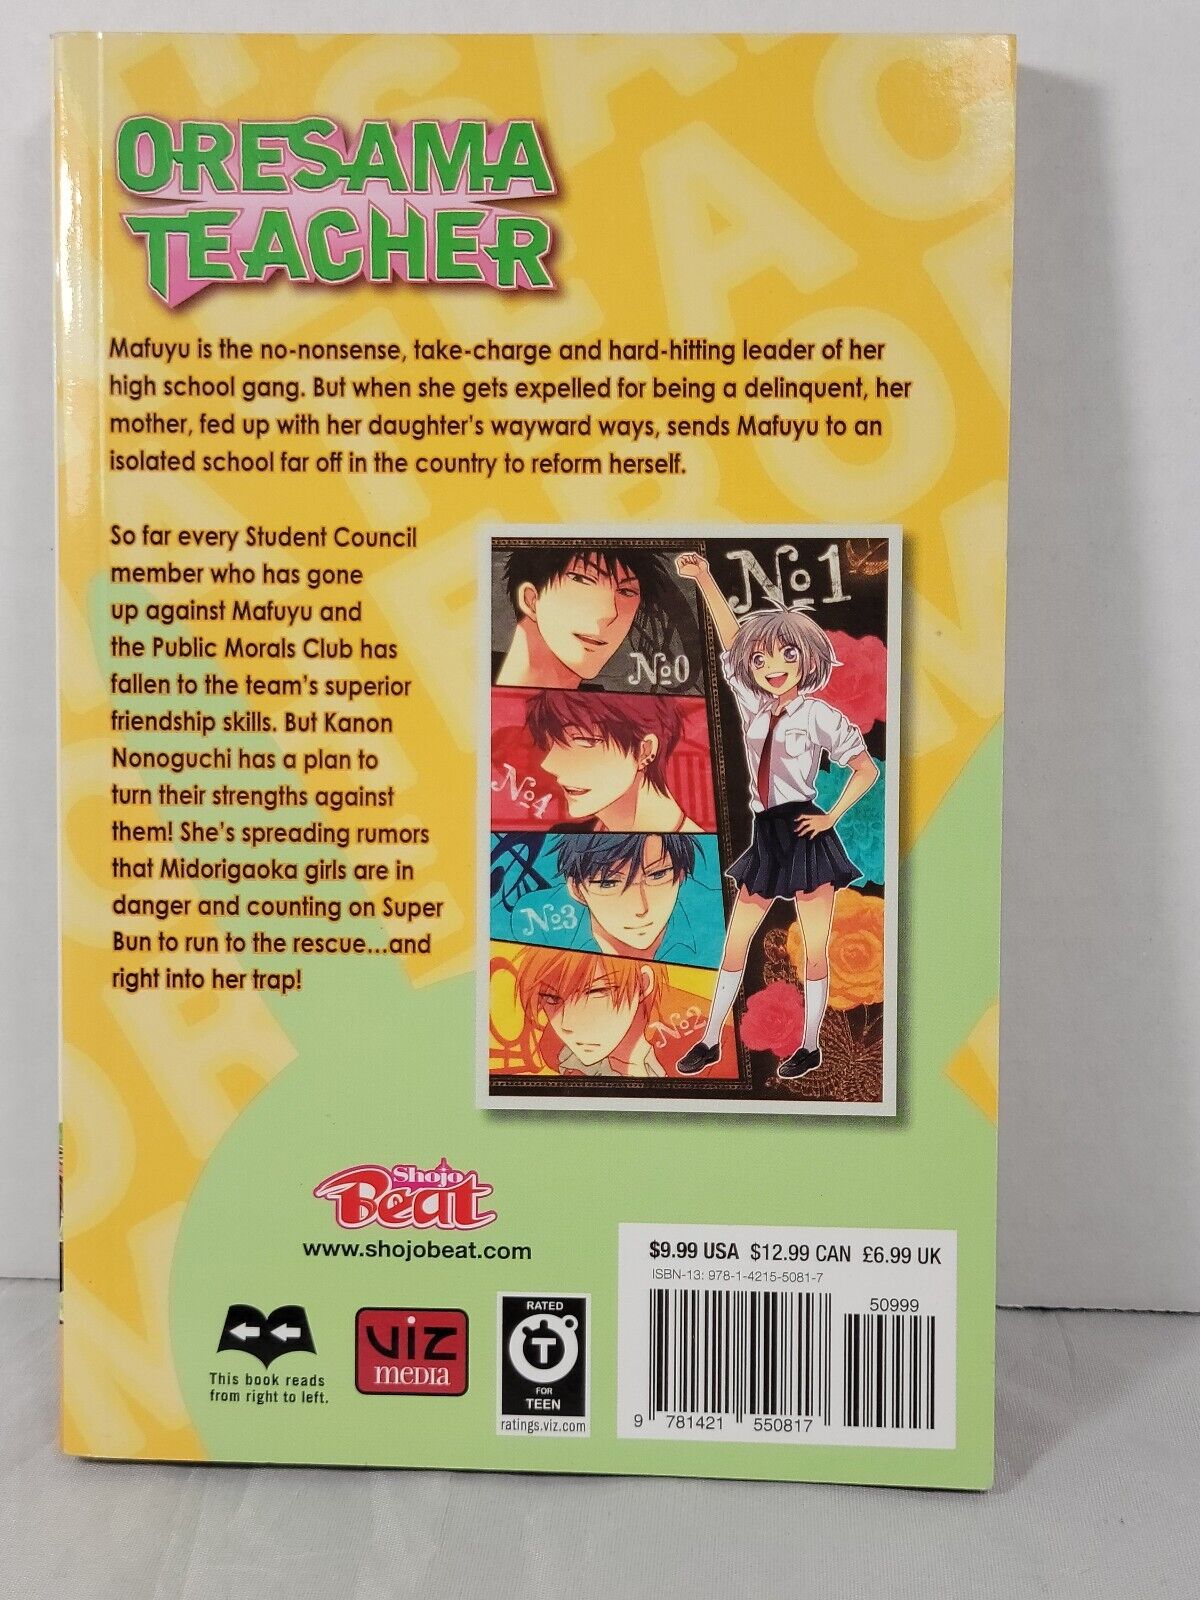 ORESAMA
TEACHER
Mafuyu is the no-nonsense, take-charge and hard-hitting leader of her
high school gang. But when she gets expelled for being a delinquent, her
mother, fed up with her daughter's wayward ways, sends Mafuyu to an
isolated school far off in the country to reform herself.
So far every Student Council
member who has gone
up against Mafuyu and
the Public Morals Club has
fallen to the team's superior
friendship skills. But Kanon
Nonoguchi has a plan to
turn their strengths against
them! She's spreading rumors
that Midorigaoka girls are in
danger and counting on Super
Bun to run to the rescue...and
right into her trap!
No1
No0
No4
No3
No2
Shojo
Beat
www.shojobeat.com
This book reads
from right to left.
VIZ
MEDIA
RATED
T
FOR
TEEN
ratings.viz.com
$9.99 USA $12.99 CAN £6.99 UK
ISBN-13: 978-1-4215-5081-7
50999
9 781421 550817